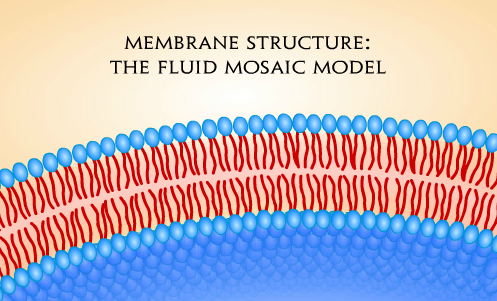 MEMBRANE STRUCTURE:
THE FLUID MOSAIC MODEL